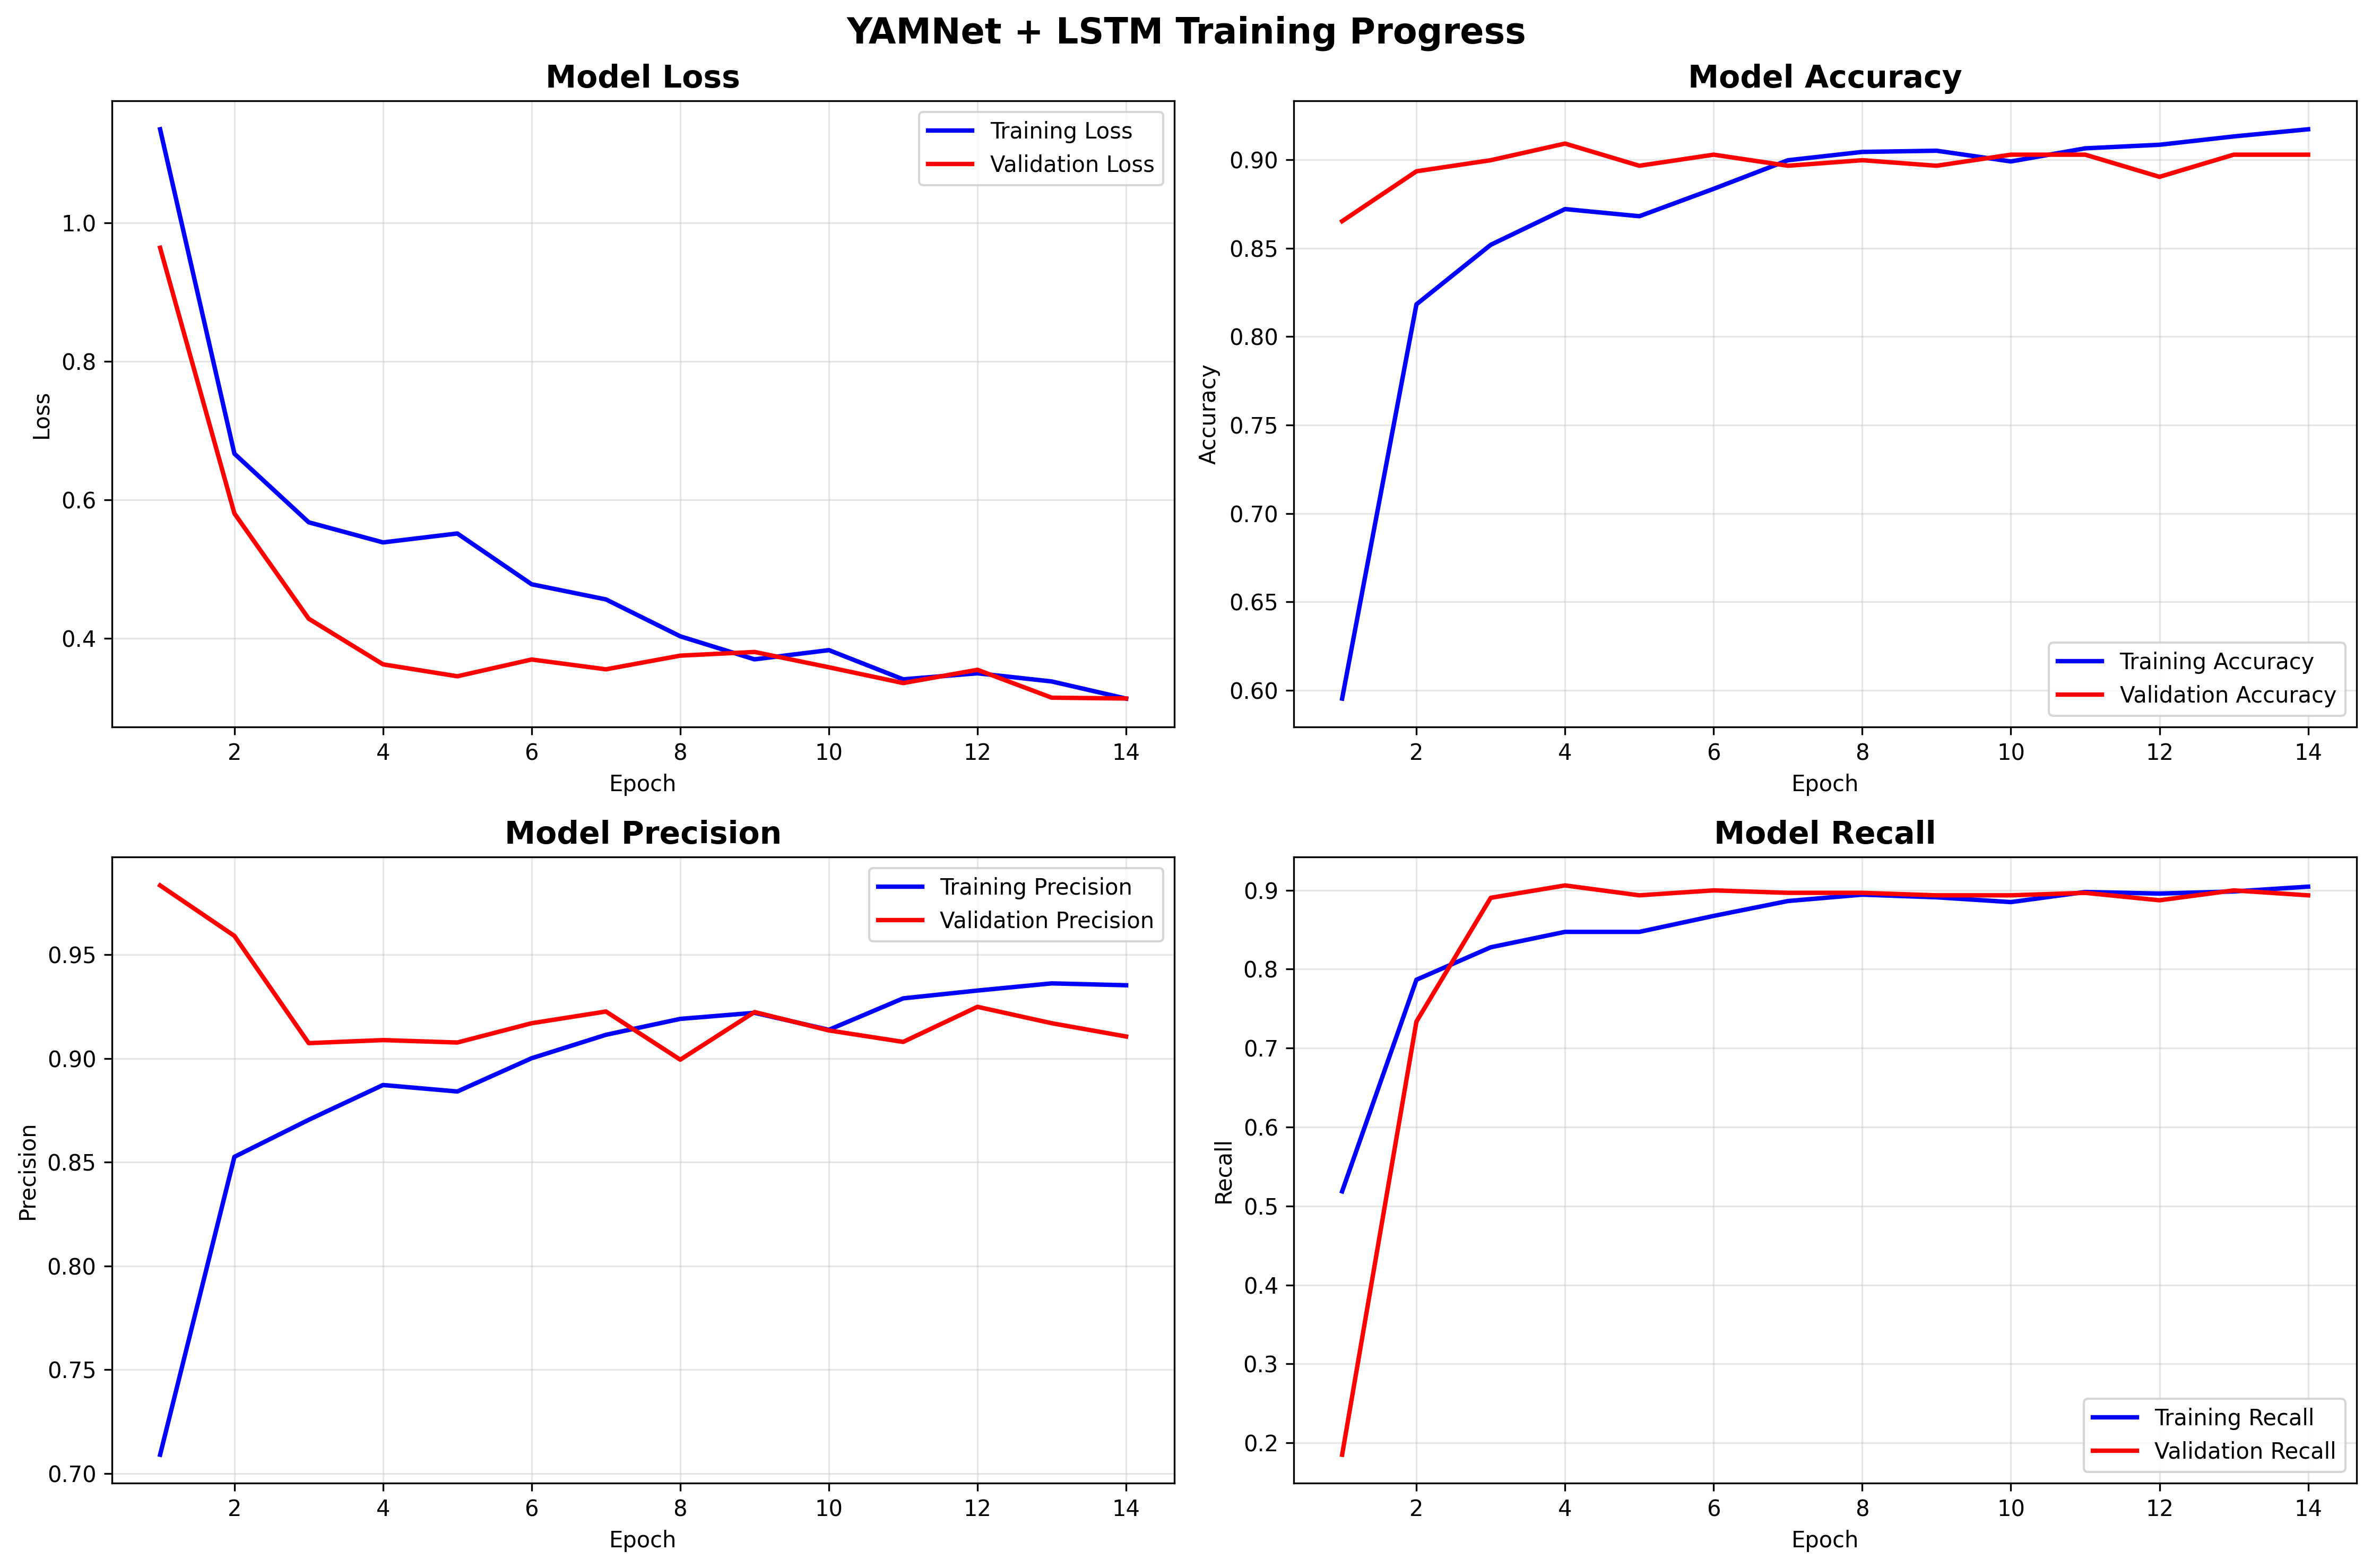 YAMNet + LSTM Training Progress
Model Loss
Training Loss
Validation Loss
1.0
0.8
0.6
0.4
Loss
2 4 6 8 10 12 14
Epoch
Model Accuracy
0.90
0.85
0.80
0.75
0.70
0.65
0.60
Accuracy
Training Accuracy
Validation Accuracy
2 4 6 8 10 12 14
Epoch
Model Precision
Training Precision
Validation Precision
0.95
0.90
0.85
0.80
0.75
0.70
Precision
2 4 6 8 10 12 14
Epoch
Model Recall
0.9
0.8
0.7
0.6
0.5
0.4
0.3
0.2
Recall
Training Recall
Validation Recall
2 4 6 8 10 12 14
Epoch